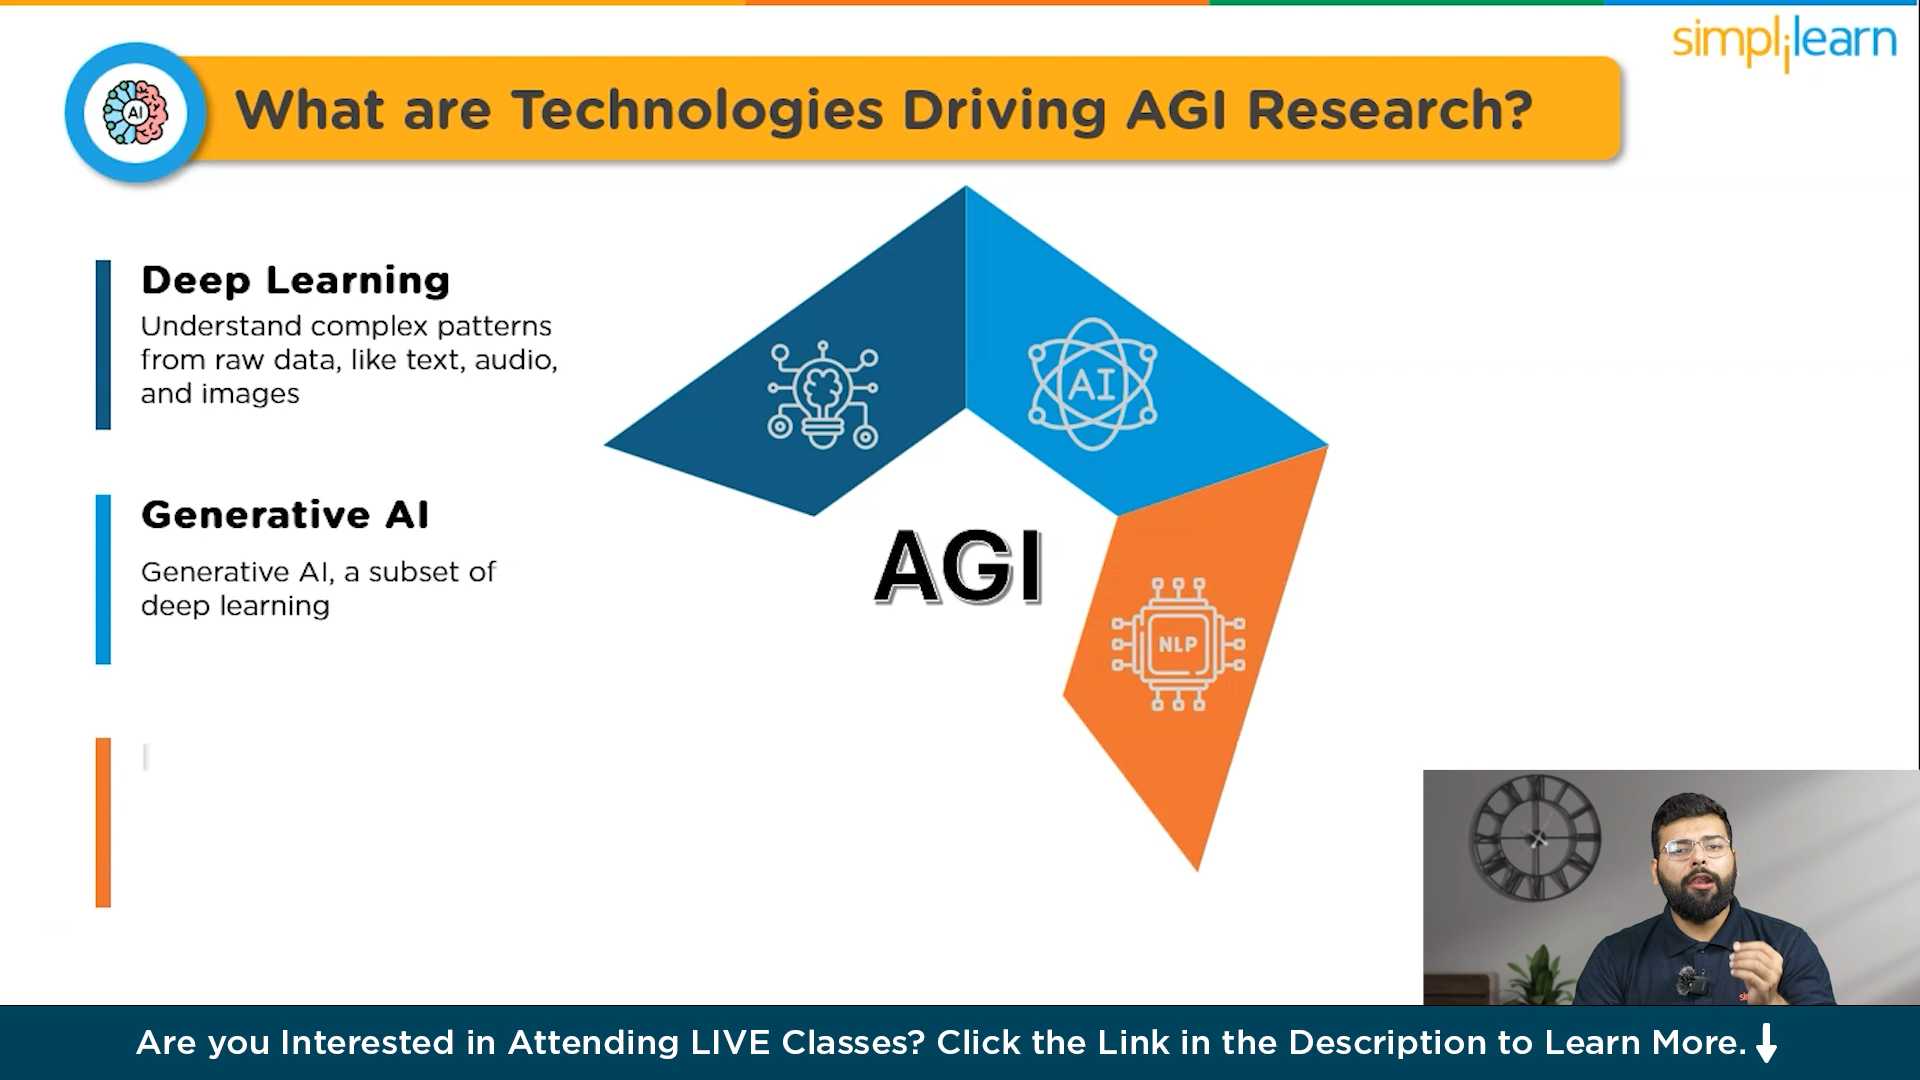 simplilearn
AI
What are Technologies Driving AGI Research?
Deep Learning
Understand complex patterns
from raw data, like text, audio,
and images
AI
Generative AI
Generative AI, a subset of
deep learning
AGI
NLP
Are you Interested in Attending LIVE Classes? Click the Link in the Description to Learn More.